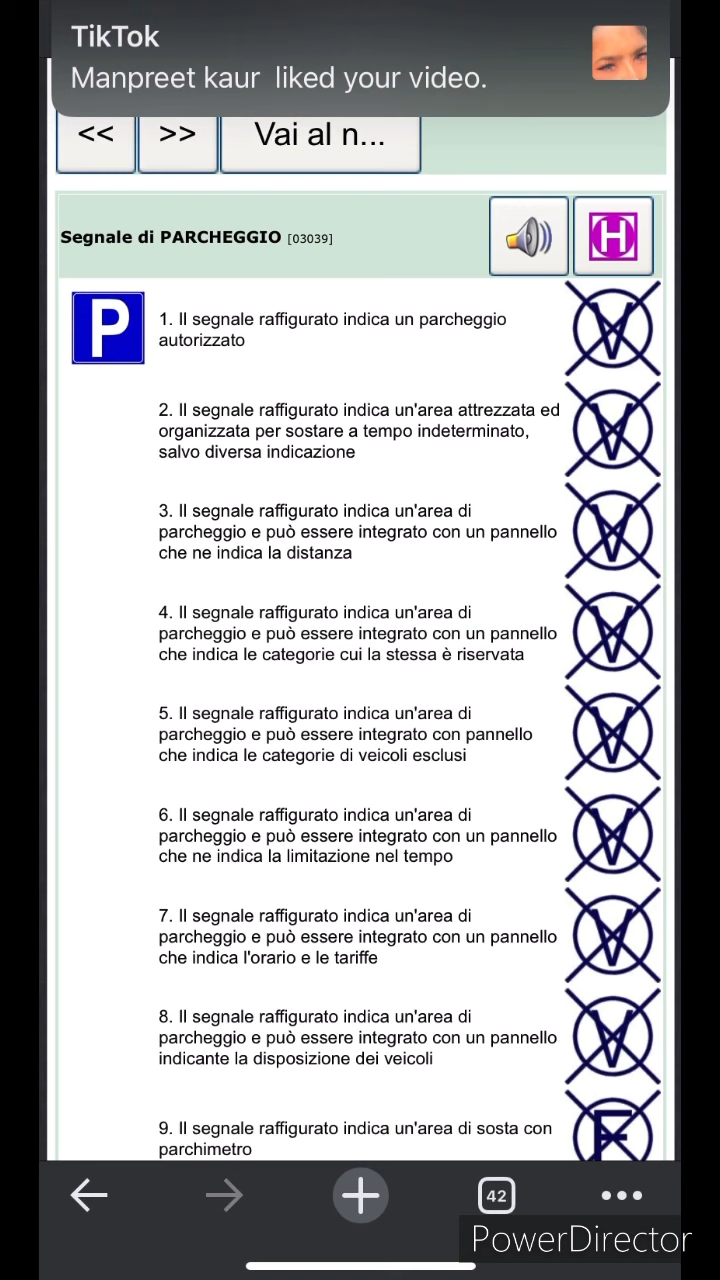 TikTok
Manpreet kaur liked your video.
<< >> Vai al n...
Segnale di PARCHEGGIO [03039]
H
P
1. Il segnale raffigurato indica un parcheggio
autorizzato
V
2. Il segnale raffigurato indica un'area attrezzata ed
organizzata per sostare a tempo indeterminato,
salvo diversa indicazione
V
3. Il segnale raffigurato indica un'area di
parcheggio e può essere integrato con un pannello
che ne indica la distanza
V
4. Il segnale raffigurato indica un'area di
parcheggio e può essere integrato con un pannello
che indica le categorie cui la stessa è riservata
V
5. Il segnale raffigurato indica un'area di
parcheggio e può essere integrato con pannello
che indica le categorie di veicoli esclusi
V
6. Il segnale raffigurato indica un'area di
parcheggio e può essere integrato con un pannello
che ne indica la limitazione nel tempo
V
7. Il segnale raffigurato indica un'area di
parcheggio e può essere integrato con un pannello
che indica l'orario e le tariffe
V
8. Il segnale raffigurato indica un'area di
parcheggio e può essere integrato con un pannello
indicante la disposizione dei veicoli
V
9. Il segnale raffigurato indica un'area di sosta con
parchimetro
F
42
PowerDirector